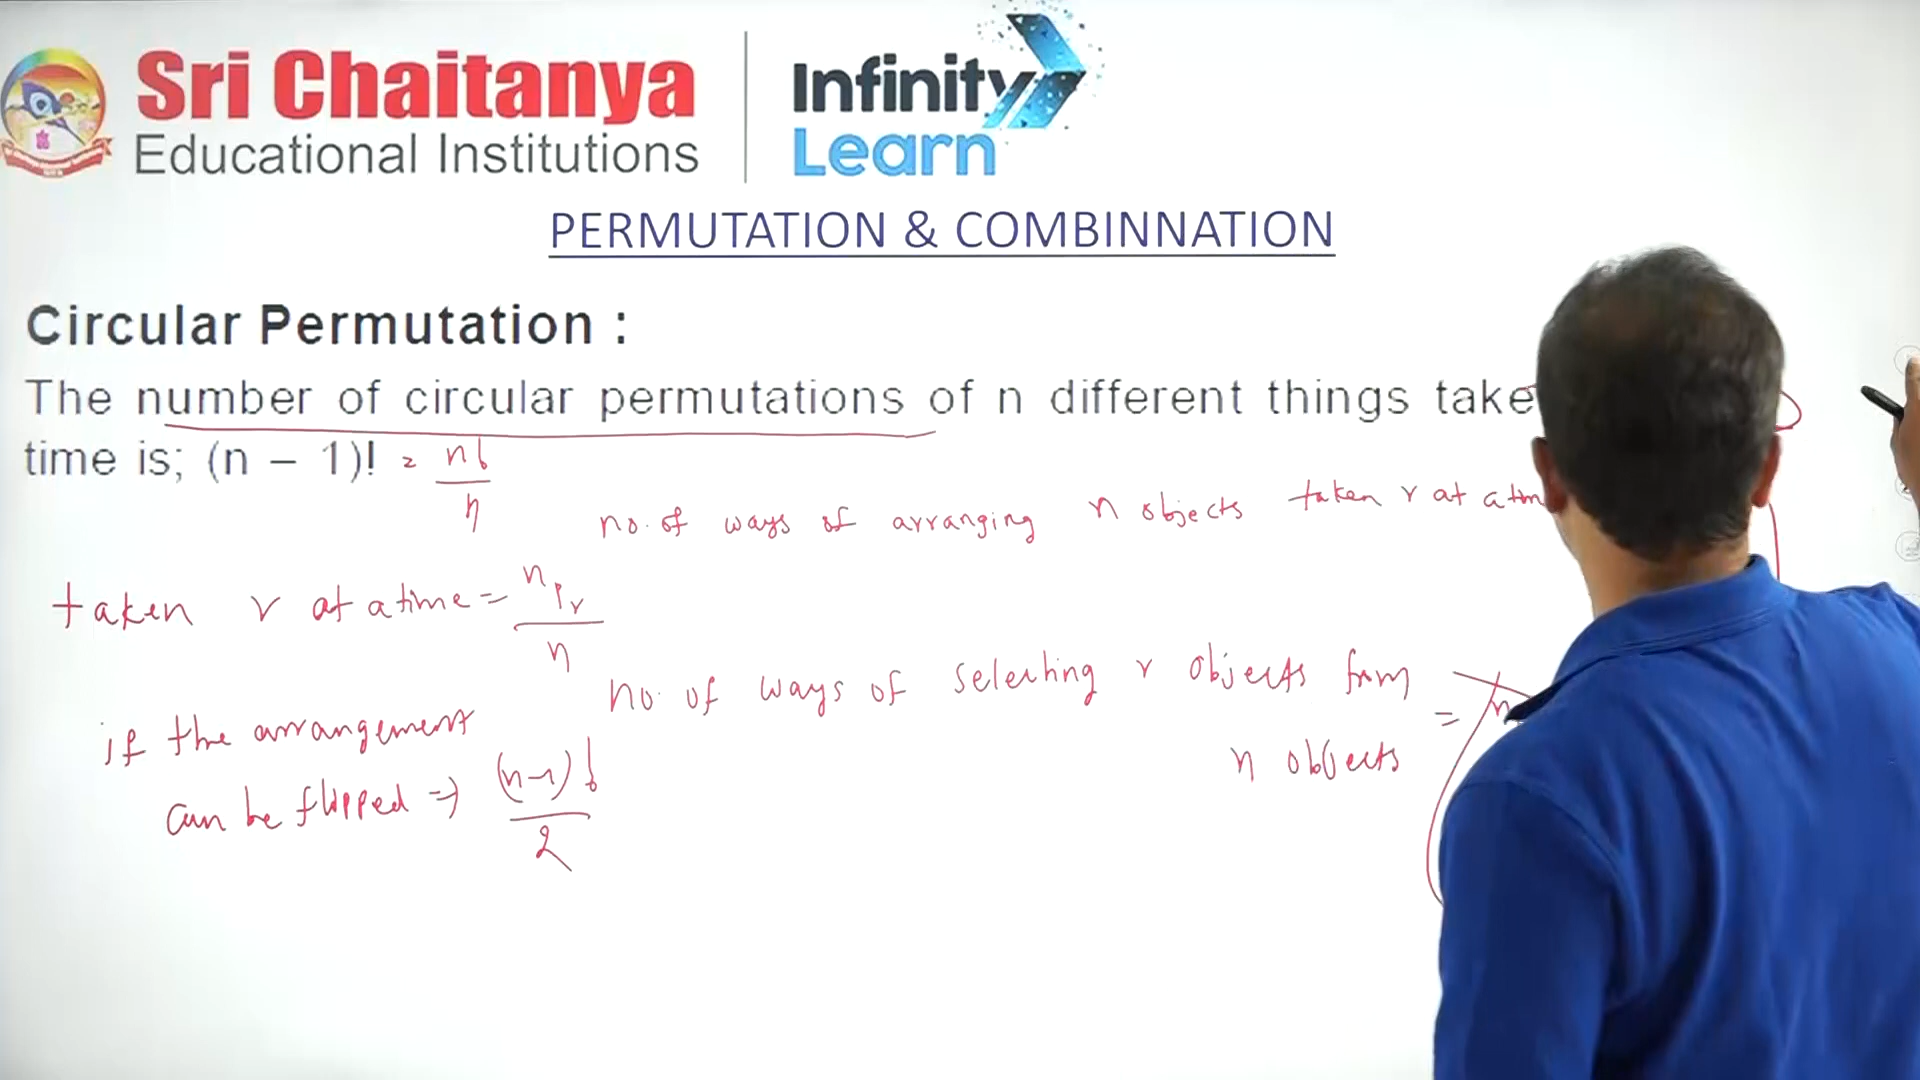 Sri Chaitanya
Educational Institutions
Infinity
Learn
PERMUTATION & COMBINNATION
Circular Permutation :
The number of circular permutations of n different things take
time is; (n – 1)! = n! / n
no. of ways of arranging n objects taken r at a tim
taken r at a time = nPr / n
no. of ways of selecting r objects from
n objects =
if the arrangement
can be flipped => (n-1)! / 2